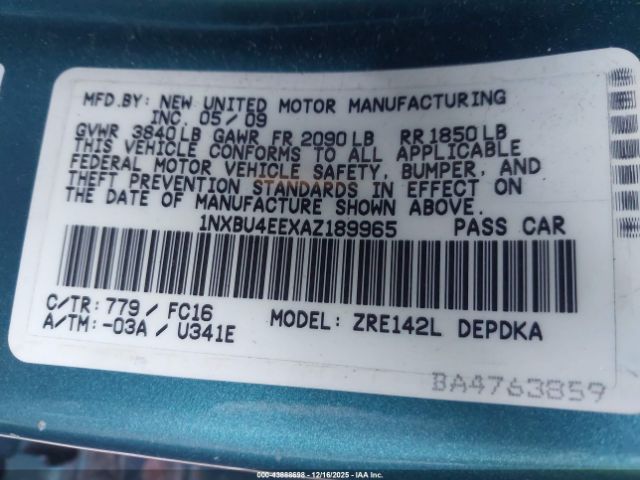 MFD.BY: NEW UNITED MOTOR MANUFACTURING
INC. 05/09
GVWR 3840LB GAWR FR 2090LB RR 1850LB
THIS VEHICLE CONFORMS TO ALL APPLICABLE
FEDERAL MOTOR VEHICLE SAFETY, BUMPER, AND
THEFT PREVENTION STANDARDS IN EFFECT ON
THE DATE OF MANUFACTURE SHOWN ABOVE.
1NXBU4EEXAZ189965 PASS CAR
C/TR: 779 / FC16
A/TM: -03A / U341E MODEL: ZRE142L DEPDKA
BA4763859
© - 43888698 - 12/16/2025 - IAA Inc.